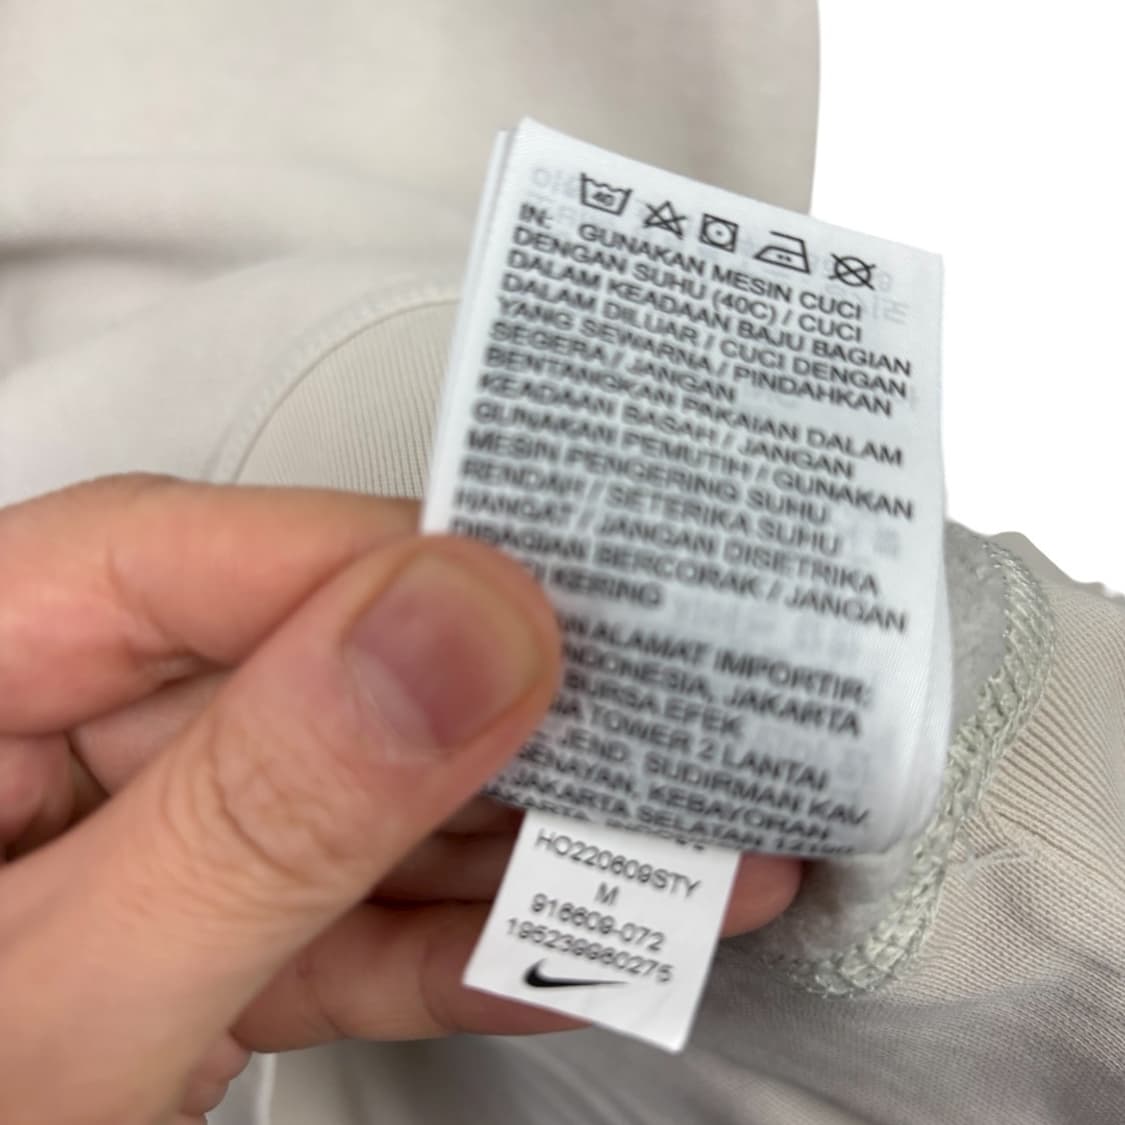 40
IN: GUNAKAN MESIN CUCI
DENGAN SUHU (40C) / CUCI
DALAM KEADAAN BAJU BAGIAN
DALAM DILUAR / CUCI DENGAN
YANG SEWARNA / PINDAHKAN
SEGERA / JANGAN
BENTANGKAN PAKAIAN DALAM
KEADAAN BASAH / JANGAN
GUNAKAN PEMUTIH / GUNAKAN
MESIN PENGERING SUHU
RENDAH / SETERIKA SUHU
HANGAT / JANGAN DISETRIKA
DIBAGIAN BERCORAK / JANGAN
KERING
ALAMAT IMPORTIR:
INDONESIA, JAKARTA
BURSA EFEK
TOWER 2 LANTAI
JEND. SUDIRMAN KAV
SENAYAN, KEBAYORAN
JAKARTA SELATAN
HO220609STY
M
916609-072
195239960275